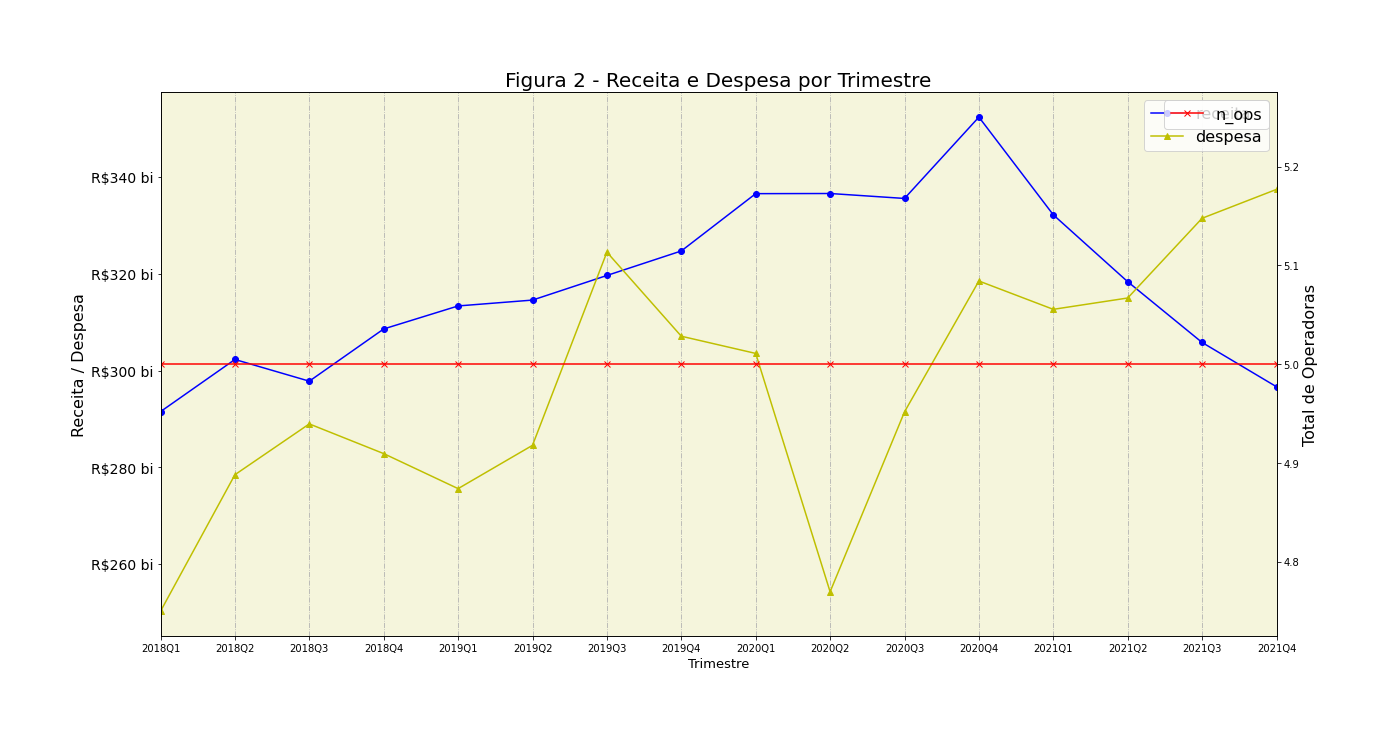 Figura 2 - Receita e Despesa por Trimestre
n_ops
despesa
R$340 bi
R$320 bi
R$300 bi
R$280 bi
R$260 bi
Receita / Despesa
5.2
5.1
5.0
4.9
4.8
Total de Operadoras
2018Q1 2018Q2 2018Q3 2018Q4 2019Q1 2019Q2 2019Q3 2019Q4 2020Q1 2020Q2 2020Q3 2020Q4 2021Q1 2021Q2 2021Q3 2021Q4
Trimestre